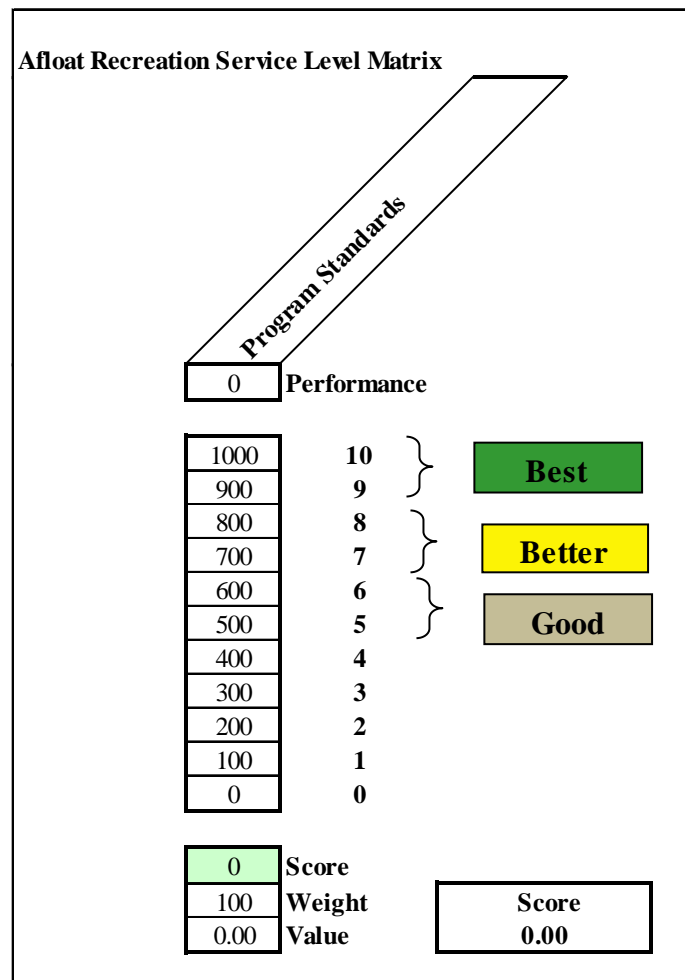 Afloat Recreation Service Level Matrix
Program Standards
0 Performance
1000 10
Best
900 9
800 8
700 7
Better
600 6
500 5
Good
400 4
300 3
200 2
100 1
0 0
0 Score
100 Weight Score
0.00 Value 0.00